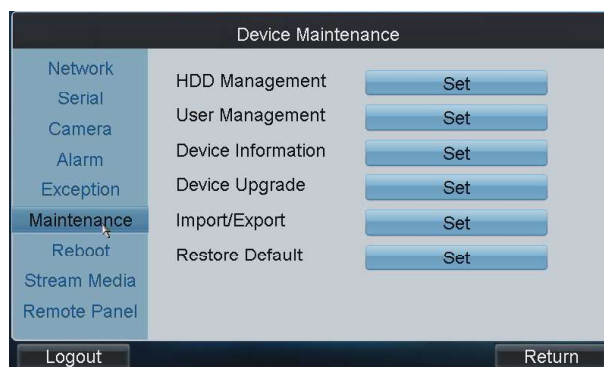 Device Maintenance
Network
Serial
Camera
Alarm
Exception
Maintenance
Reboot
Stream Media
Remote Panel
HDD Management Set
User Management Set
Device Information Set
Device Upgrade Set
Import/Export Set
Restore Default Set
Logout Return